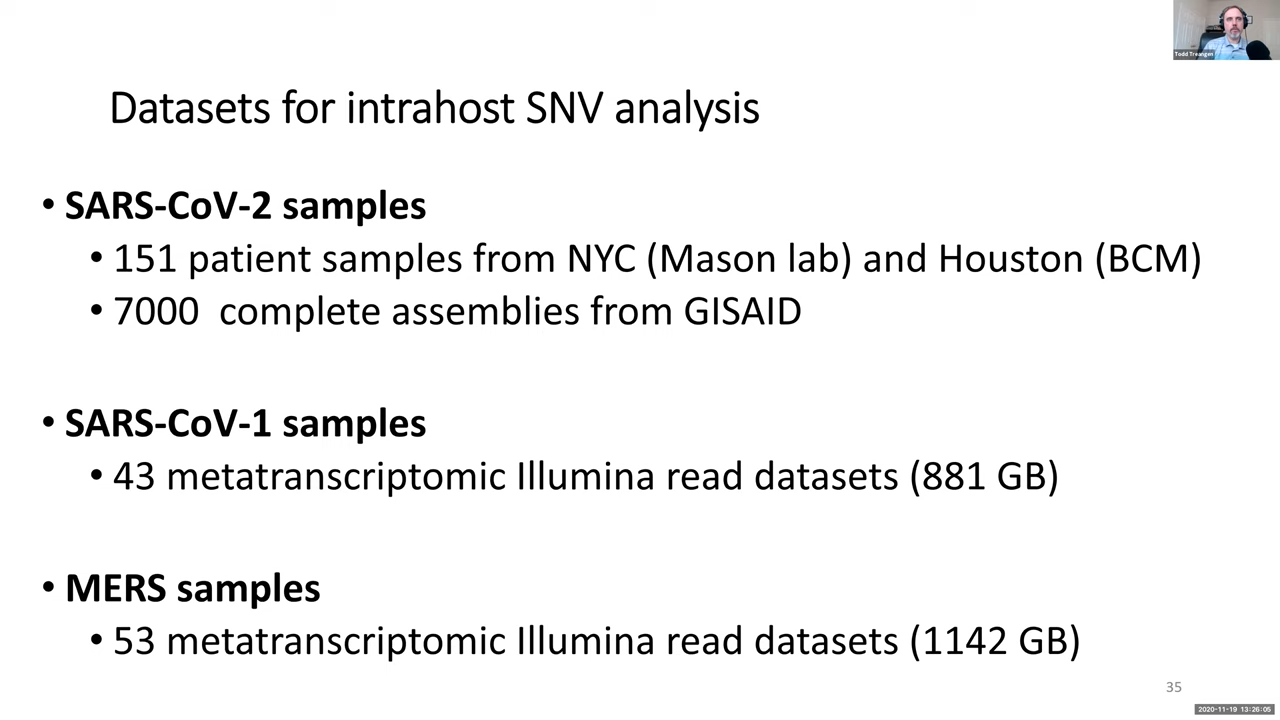 Todd Treangen
Datasets for intrahost SNV analysis
• SARS-CoV-2 samples
• 151 patient samples from NYC (Mason lab) and Houston (BCM)
• 7000  complete assemblies from GISAID
• SARS-CoV-1 samples
• 43 metatranscriptomic Illumina read datasets (881 GB)
• MERS samples
• 53 metatranscriptomic Illumina read datasets (1142 GB)
35
2020-11-19 13:26:05